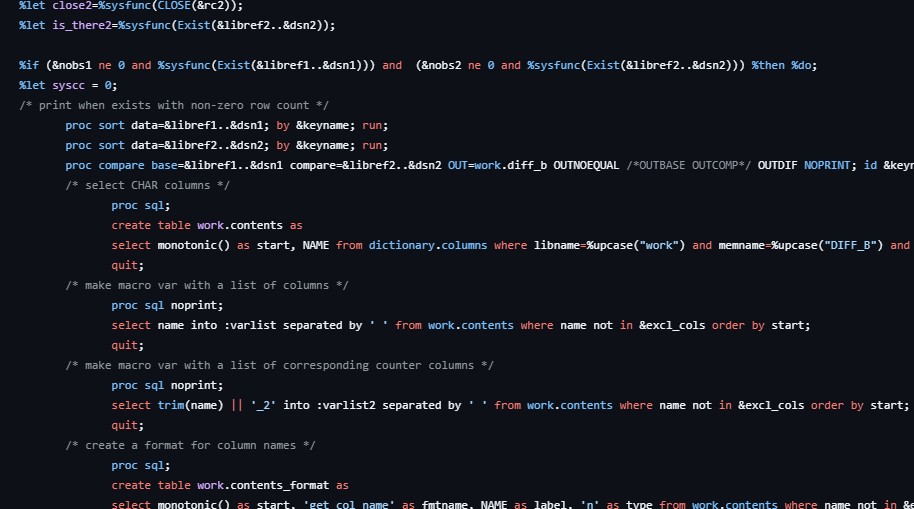 %let close2=%sysfunc(CLOSE(&rc2));
%let is_there2=%sysfunc(Exist(&libref2..&dsn2));
%if (&nobs1 ne 0 and %sysfunc(Exist(&libref1..&dsn1))) and  (&nobs2 ne 0 and %sysfunc(Exist(&libref2..&dsn2))) %then %do;
%let syscc = 0;
/* print when exists with non-zero row count */
proc sort data=&libref1..&dsn1; by &keyname; run;
proc sort data=&libref2..&dsn2; by &keyname; run;
proc compare base=&libref1..&dsn1 compare=&libref2..&dsn2 OUT=work.diff_b OUTNOEQUAL /*OUTBASE OUTCOMP*/ OUTDIF NOPRINT; id &keyn
/* select CHAR columns */
proc sql;
create table work.contents as
select monotonic() as start, NAME from dictionary.columns where libname=%upcase("work") and memname=%upcase("DIFF_B") and
quit;
/* make macro var with a list of columns */
proc sql noprint;
select name into :varlist separated by ' ' from work.contents where name not in &excl_cols order by start;
quit;
/* make macro var with a list of corresponding counter columns */
proc sql noprint;
select trim(name) || '_2' into :varlist2 separated by ' ' from work.contents where name not in &excl_cols order by start;
quit;
/* create a format for column names */
proc sql;
create table work.contents_format as
select monotonic() as start, 'get_col_name' as fmtname, NAME as label, 'n' as type from work.contents where name not in &e